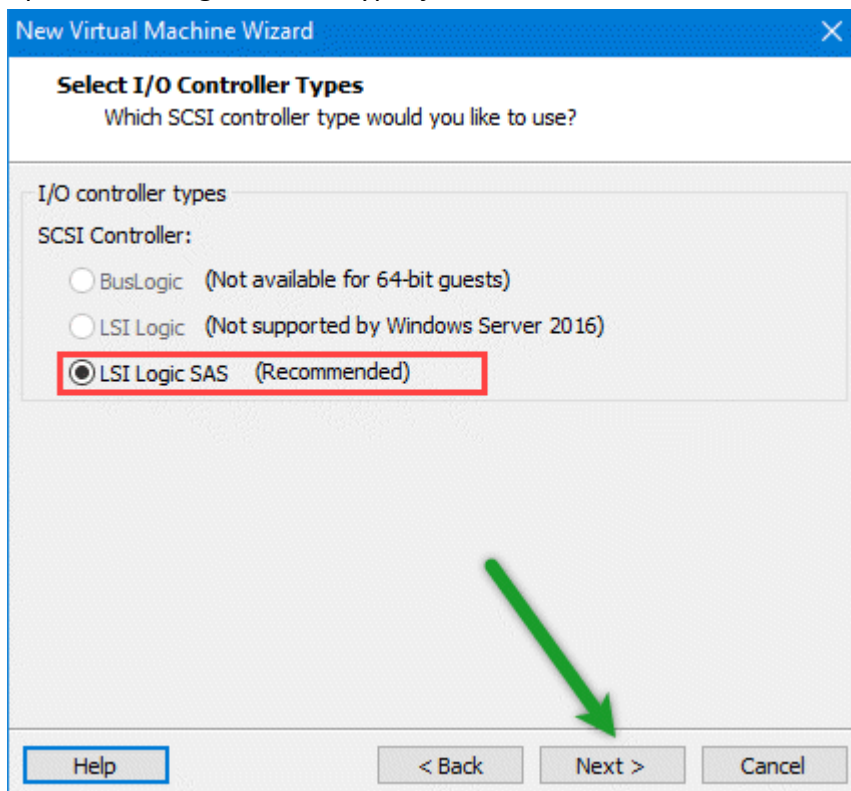 New Virtual Machine Wizard
Select I/O Controller Types
Which SCSI controller type would you like to use?
I/O controller types
SCSI Controller:
BusLogic (Not available for 64-bit guests)
LSI Logic (Not supported by Windows Server 2016)
LSI Logic SAS (Recommended)
Help < Back Next > Cancel